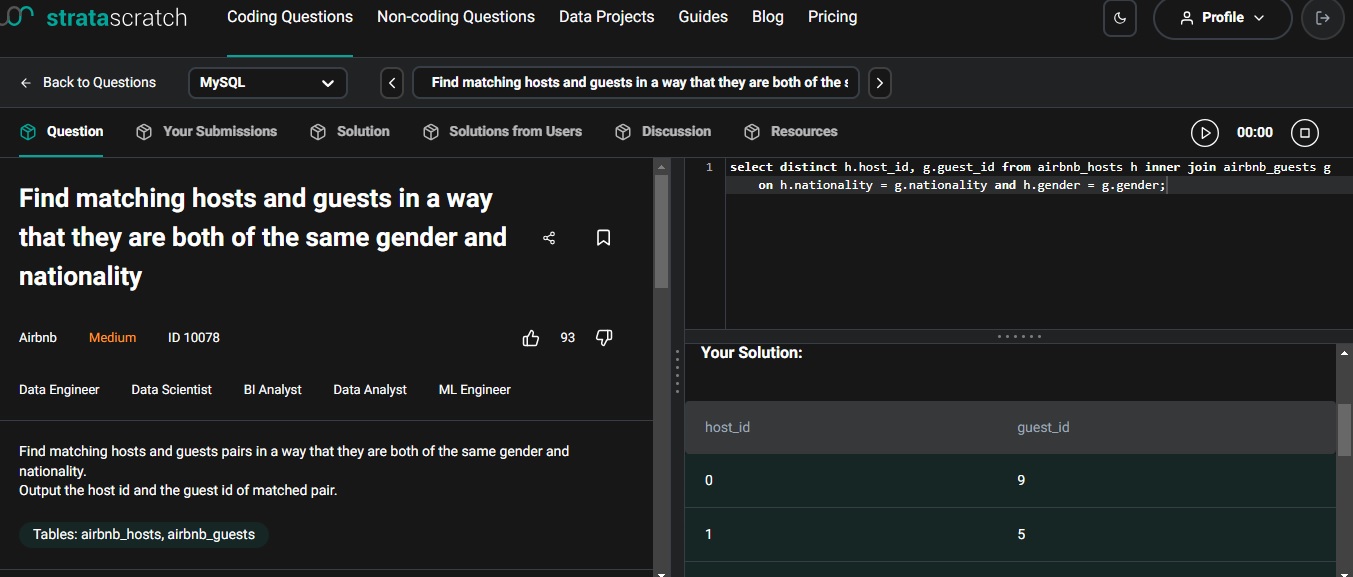 stratascratch
Coding Questions Non-coding Questions Data Projects Guides Blog Pricing
Profile
Back to Questions MySQL Find matching hosts and guests in a way that they are both of the s
Question Your Submissions Solution Solutions from Users Discussion Resources 00:00
Find matching hosts and guests in a way
that they are both of the same gender and
nationality
Airbnb Medium ID 10078 93
Data Engineer Data Scientist BI Analyst Data Analyst ML Engineer
Find matching hosts and guests pairs in a way that they are both of the same gender and
nationality.
Output the host id and the guest id of matched pair.
Tables: airbnb_hosts, airbnb_guests
1 select distinct h.host_id, g.guest_id from airbnb_hosts h inner join airbnb_guests g
on h.nationality = g.nationality and h.gender = g.gender;
Your Solution:
host_id guest_id
0 9
1 5